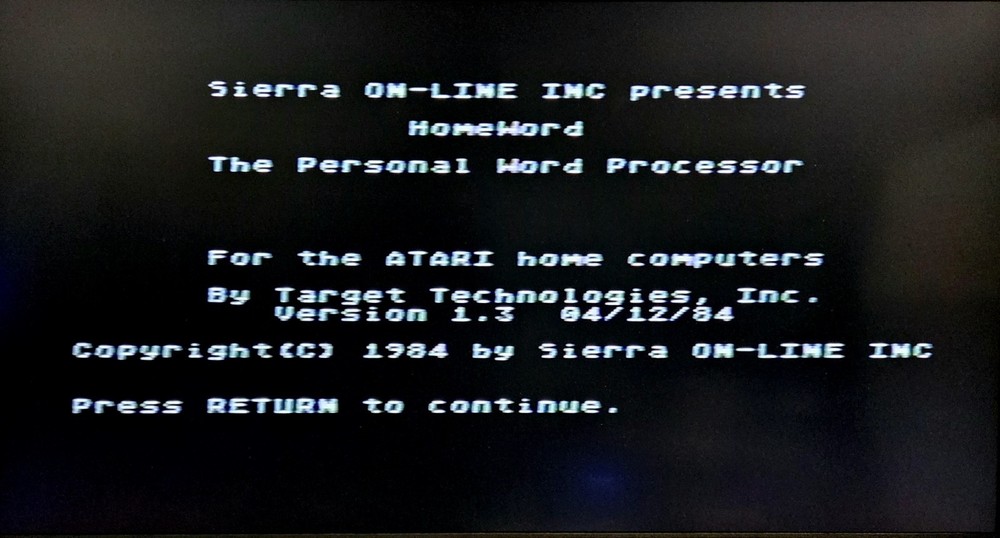 Sierra ON-LINE INC presents
HomeWord
The Personal Word Processor
For the ATARI home computers
By Target Technologies, Inc.
Version 1.3 04/12/84
Copyright(C) 1984 by Sierra ON-LINE INC
Press RETURN to continue.